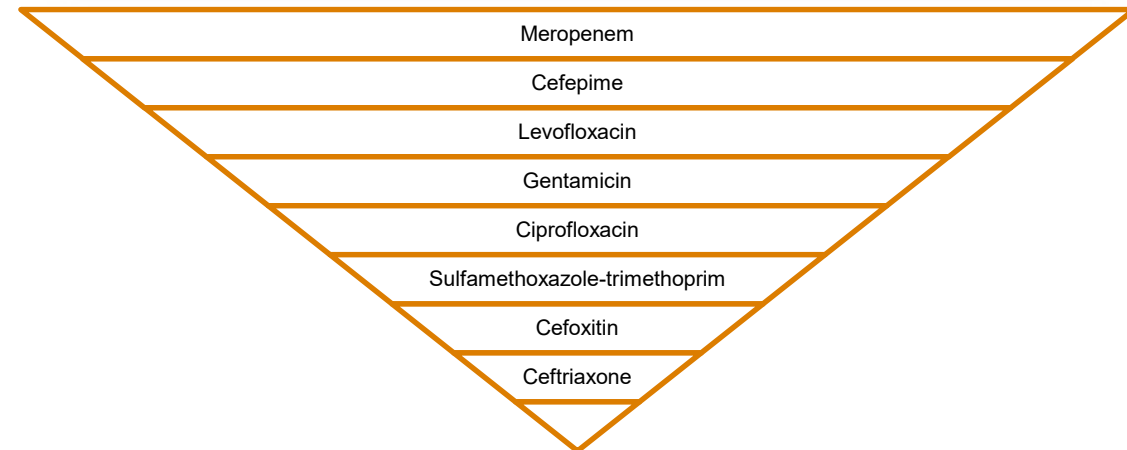 Meropenem
Cefepime
Levofloxacin
Gentamicin
Ciprofloxacin
Sulfamethoxazole-trimethoprim
Cefoxitin
Ceftriaxone